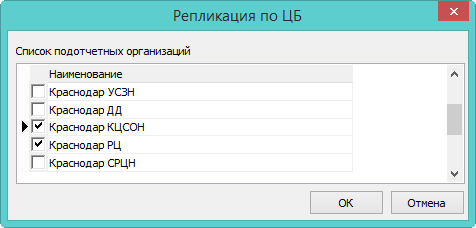 Репликация по ЦБ
Список подотчетных организаций
Наименование
Краснодар УСЗН
Краснодар ДД
Краснодар КЦСОН
Краснодар РЦ
Краснодар СРЦН
ОК
Отмена